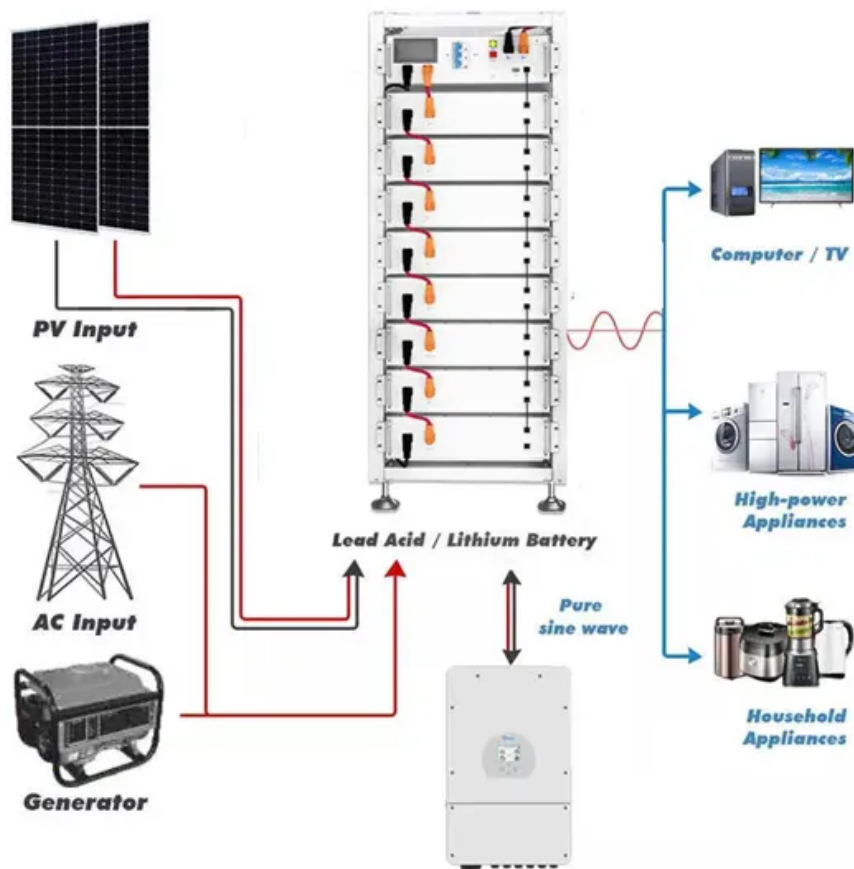 PV Input
AC Input
Generator
Lead Acid / Lithium Battery
Pure
sine wave
Computer / TV
High-power
Appliances
Household
Appliances